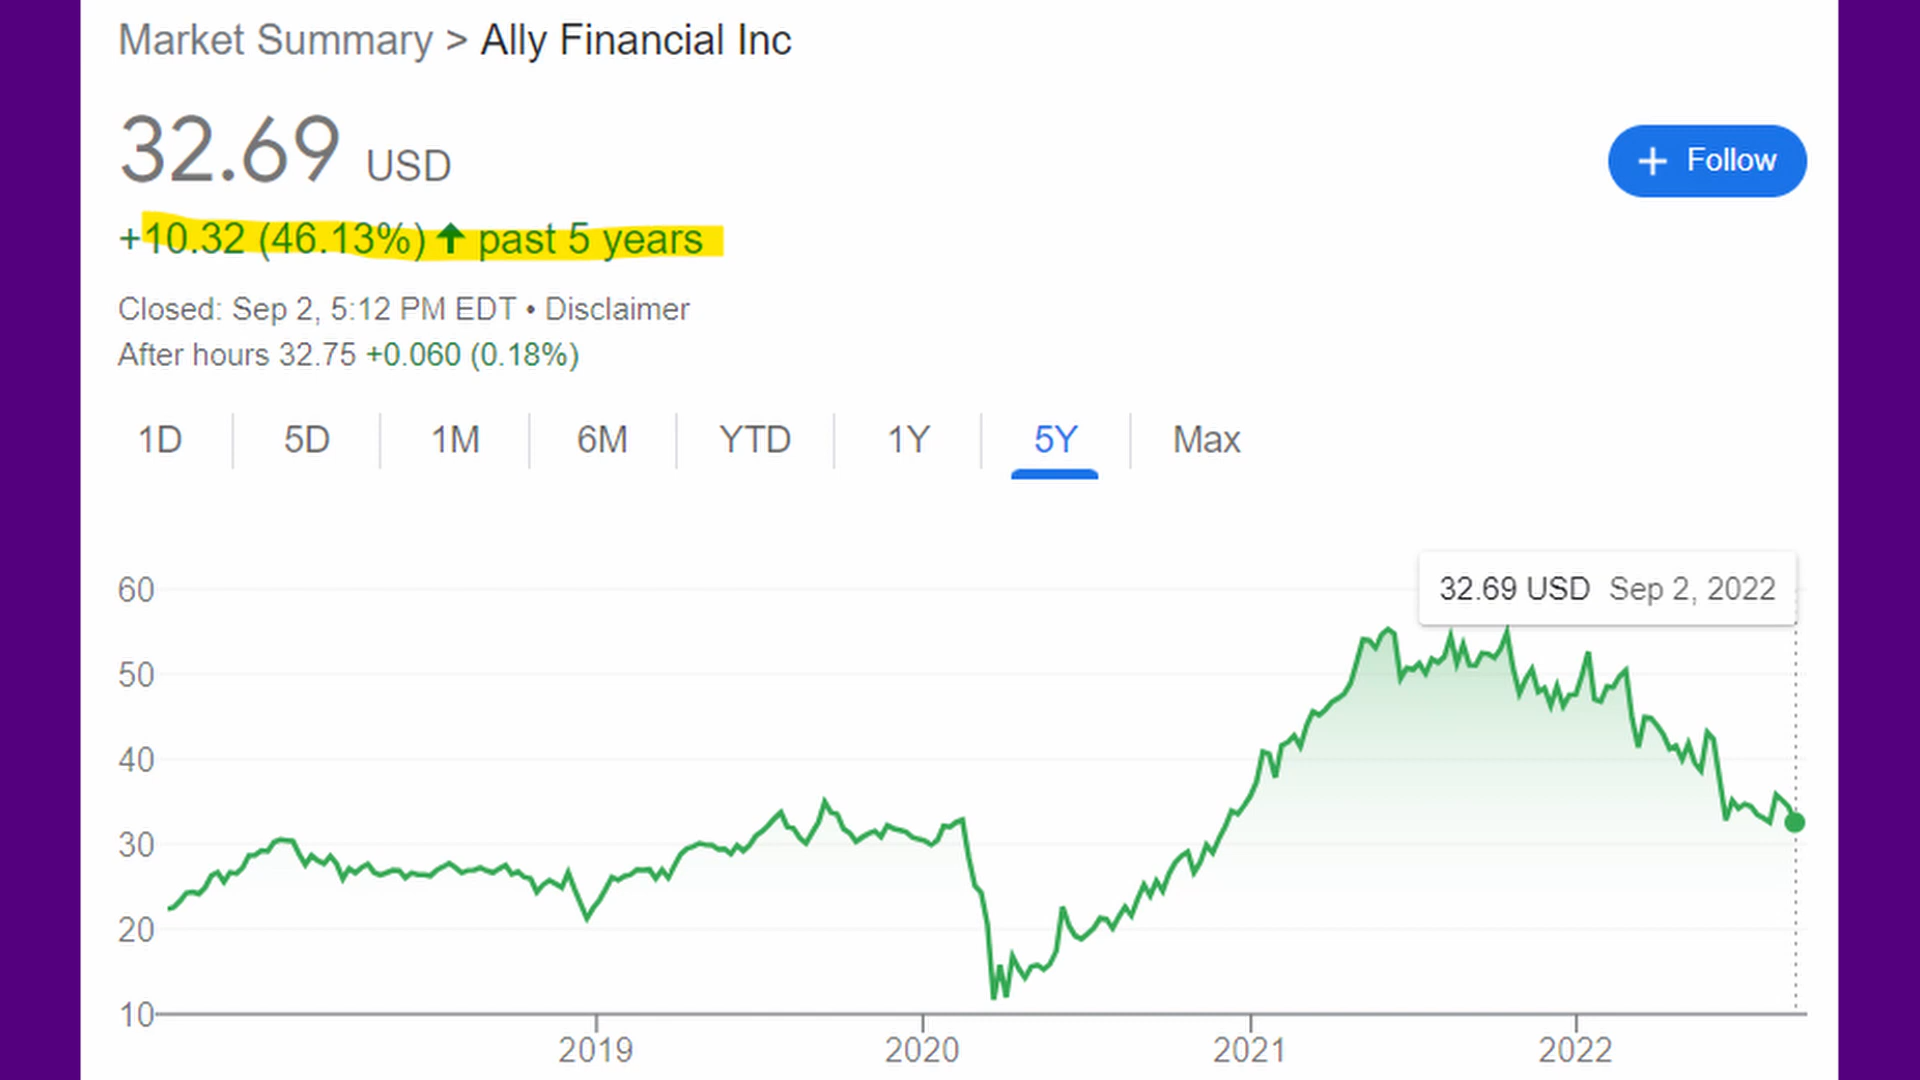 Market Summary > Ally Financial Inc
32.69 USD
+ Follow
+10.32 (46.13%) ↑ past 5 years
Closed: Sep 2, 5:12 PM EDT • Disclaimer
After hours 32.75 +0.060 (0.18%)
1D 5D 1M 6M YTD 1Y 5Y Max
32.69 USD Sep 2, 2022
60
50
40
30
20
10
2019 2020 2021 2022